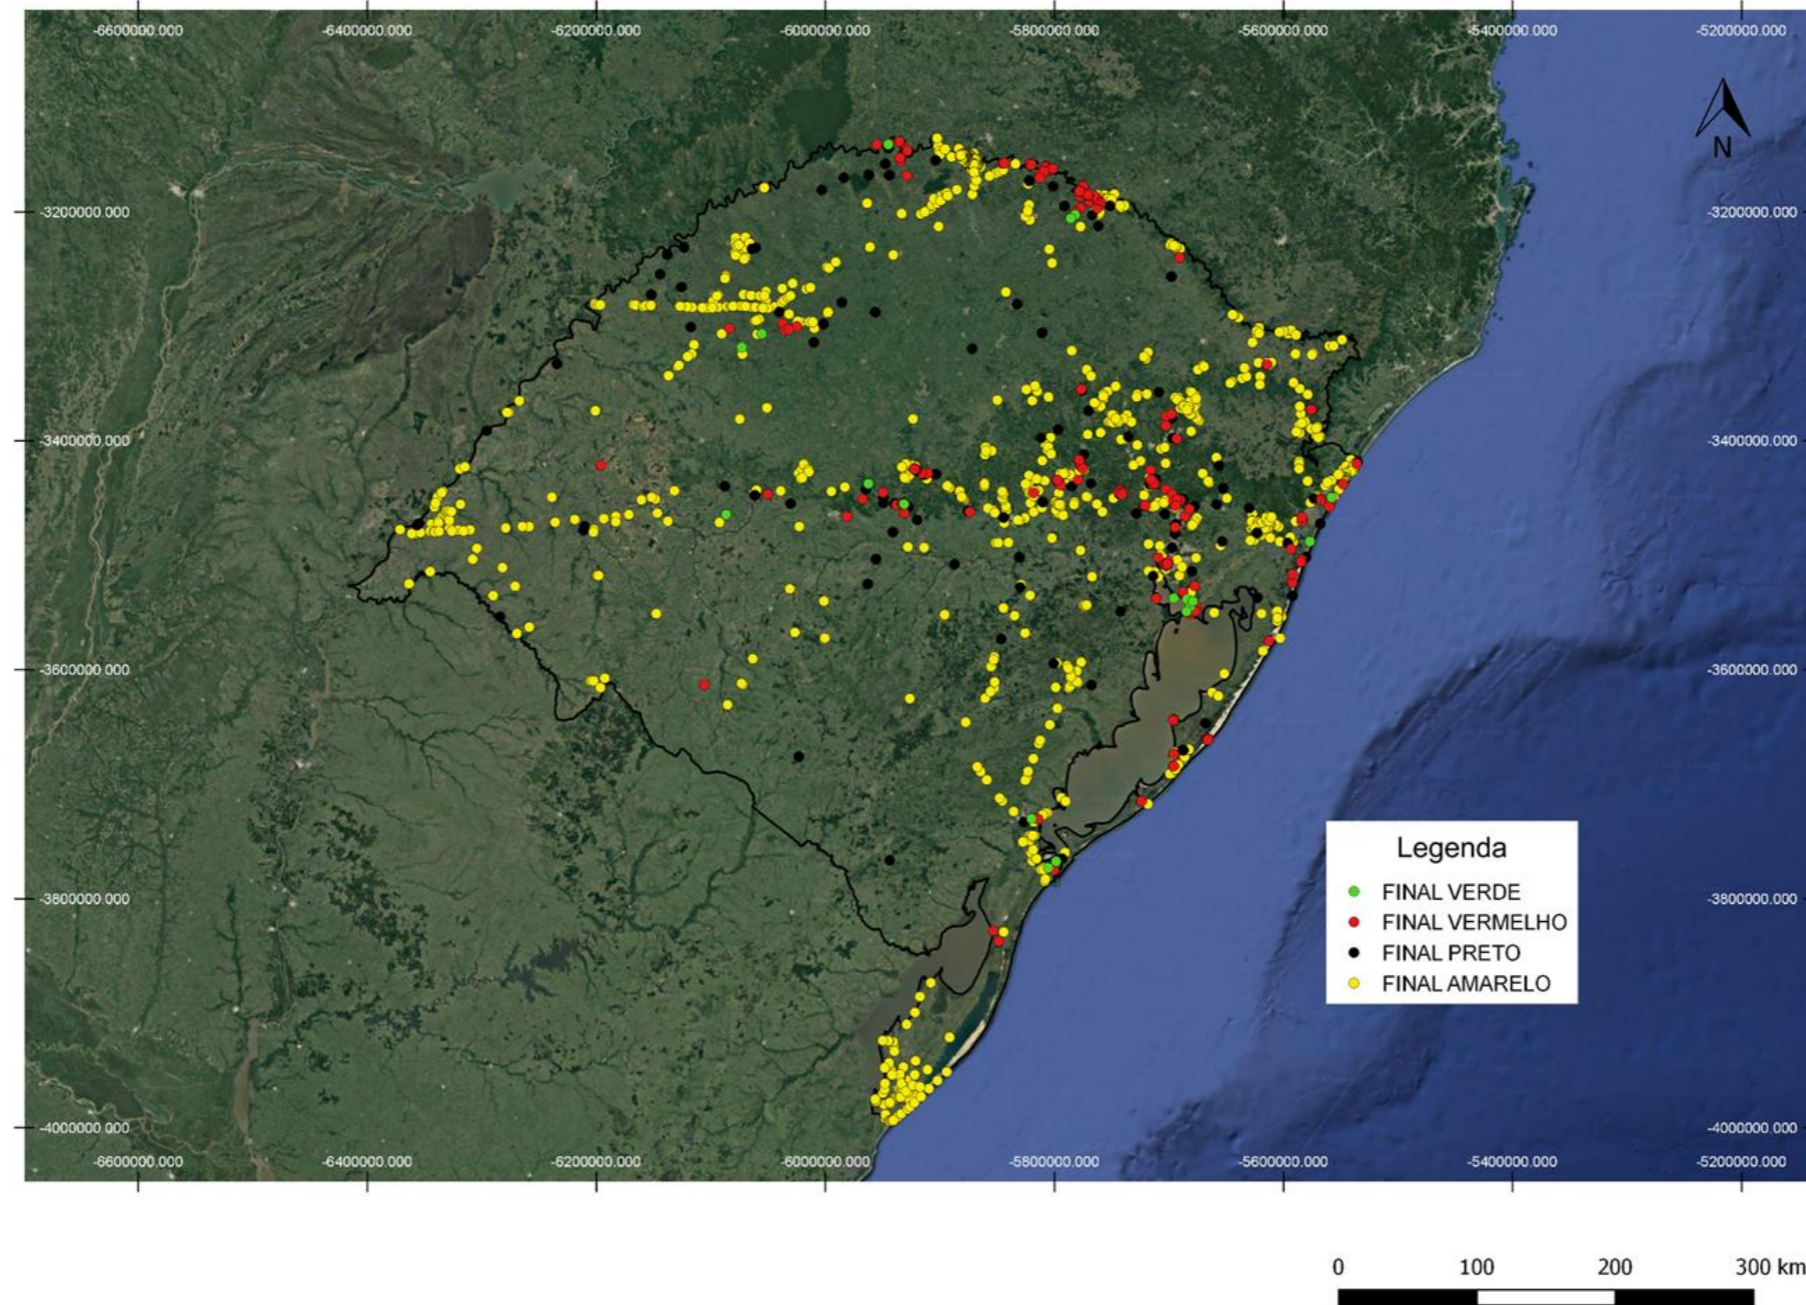 -6600000.000 -6400000.000 -6200000.000 -6000000.000 -5800000.000 -5600000.000 -5400000.000 -5200000.000
N
-3200000.000 -3200000.000
-3400000.000 -3400000.000
-3600000.000 -3600000.000
Legenda
FINAL VERDE
-3800000.000 -3800000.000
FINAL VERMELHO
FINAL PRETO
FINAL AMARELO
-4000000.000 -4000000.000
-6600000.000 -6400000.000 -6200000.000 -6000000.000 -5800000.000 -5600000.000 -5400000.000 -5200000.000
0 100 200 300 km